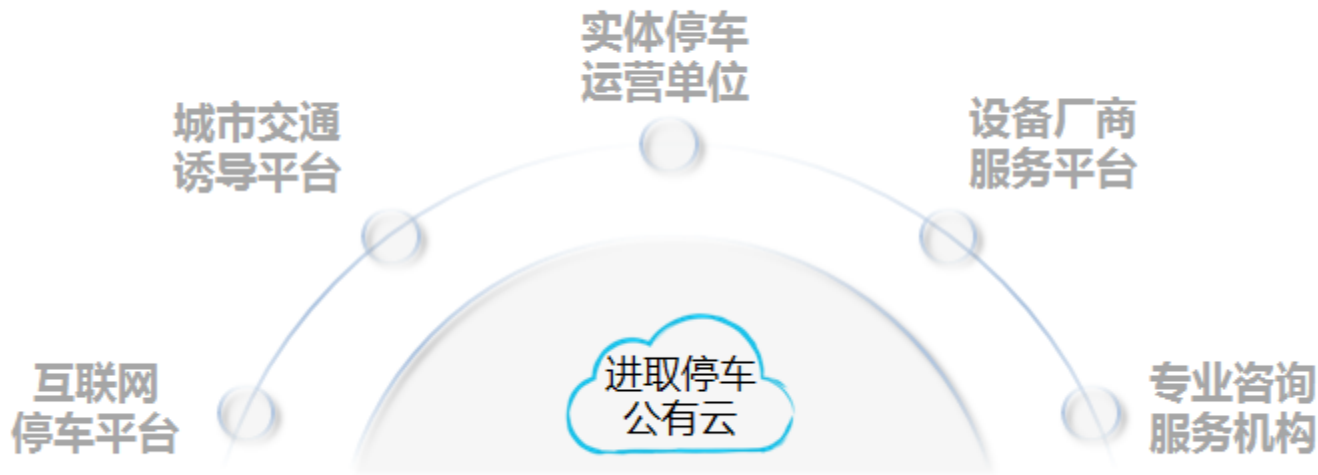 实体停车
运营单位
城市交通
诱导平台
设备厂商
服务平台
互联网
停车平台
进取停车
公有云
专业咨询
服务机构